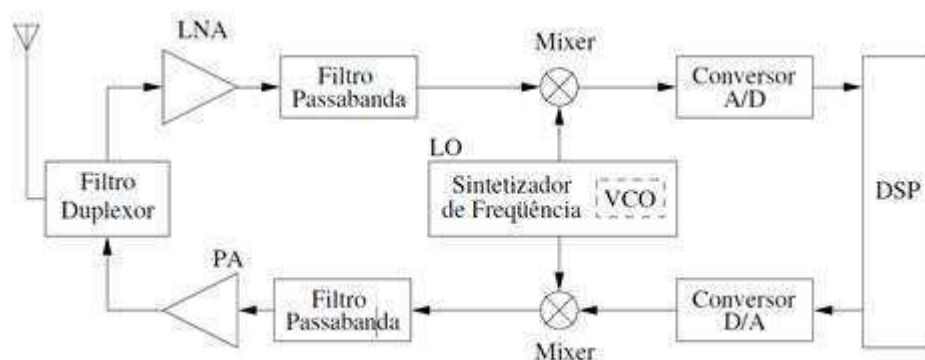 LNA
Filtro
Passabanda
Mixer
Conversor
A/D
LO
Sintetizador
de Freqüência
VCO
DSP
Filtro
Duplexor
PA
Filtro
Passabanda
Mixer
Conversor
D/A